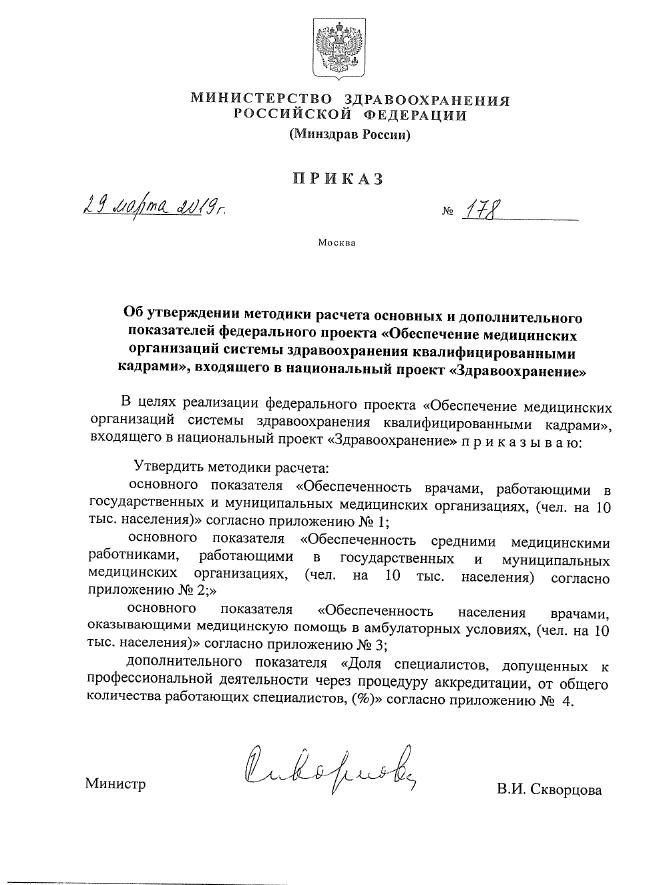 МИНИСТЕРСТВО ЗДРАВООХРАНЕНИЯ
РОССИЙСКОЙ ФЕДЕРАЦИИ
(Минздрав России)
ПРИКАЗ
29 марта 2019 г.
№ 178
Москва
Об утверждении методики расчета основных и дополнительного
показателей федерального проекта «Обеспечение медицинских
организаций системы здравоохранения квалифицированными
кадрами», входящего в национальный проект «Здравоохранение»
В целях реализации федерального проекта «Обеспечение медицинских
организаций системы здравоохранения квалифицированными кадрами»,
входящего в национальный проект «Здравоохранение» п р и к а з ы в а ю:
Утвердить методики расчета:
основного показателя «Обеспеченность врачами, работающими в
государственных и муниципальных медицинских организациях, (чел. на 10
тыс. населения)» согласно приложению № 1;
основного показателя «Обеспеченность средними медицинскими
работниками, работающими в государственных и муниципальных
медицинских организациях, (чел. на 10 тыс. населения) согласно
приложению № 2;»
основного показателя «Обеспеченность населения врачами,
оказывающими медицинскую помощь в амбулаторных условиях, (чел. на 10
тыс. населения)» согласно приложению № 3;
дополнительного показателя «Доля специалистов, допущенных к
профессиональной деятельности через процедуру аккредитации, от общего
количества работающих специалистов, (%)» согласно приложению № 4.
Министр
В.И. Скворцова